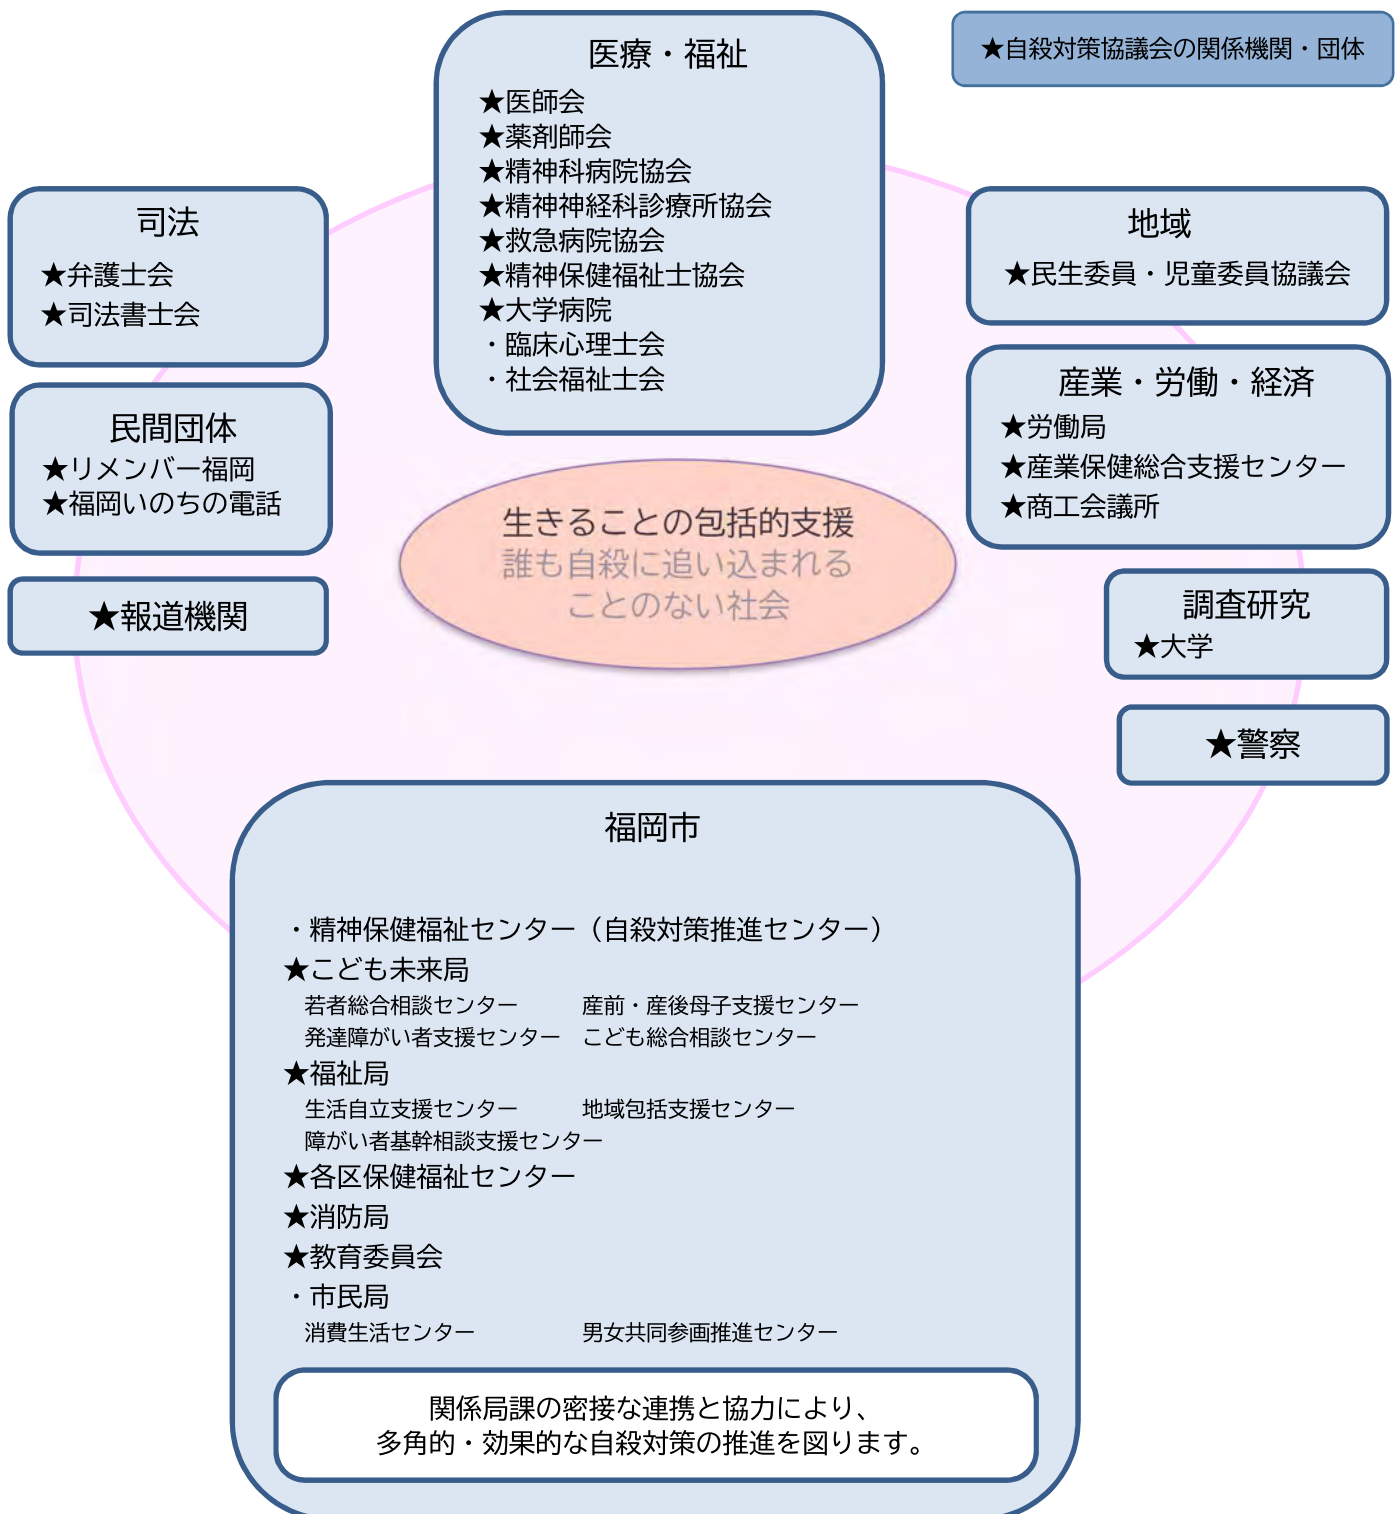 ★自殺対策協議会の関係機関・団体
医療・福祉
★医師会
★薬剤師会
★精神科病院協会
★精神神経科診療所協会
★救急病院協会
★精神保健福祉士協会
★大学病院
・臨床心理士会
・社会福祉士会
司法
★弁護士会
★司法書士会
民間団体
★リメンバー福岡
★福岡いのちの電話
★報道機関
地域
★民生委員・児童委員協議会
産業・労働・経済
★労働局
★産業保健総合支援センター
★商工会議所
調査研究
★大学
★警察
生きることの包括的支援
誰も自殺に追い込まれる
ことのない社会
福岡市
・精神保健福祉センター（自殺対策推進センター）
★こども未来局
若者総合相談センター　産前・産後母子支援センター
発達障がい者支援センター　こども総合相談センター
★福祉局
生活自立支援センター　地域包括支援センター
障がい者基幹相談支援センター
★各区保健福祉センター
★消防局
★教育委員会
・市民局
消費生活センター　男女共同参画推進センター
関係局課の密接な連携と協力により、
多角的・効果的な自殺対策の推進を図ります。